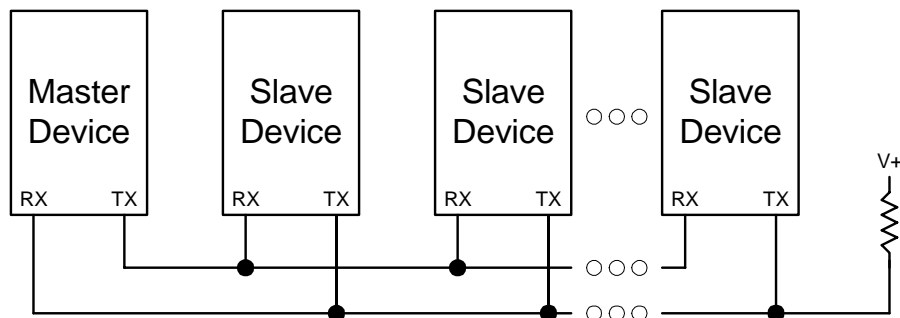 Master
Device
Slave
Device
Slave
Device
Slave
Device
RX TX
RX TX
RX TX
RX TX
V+